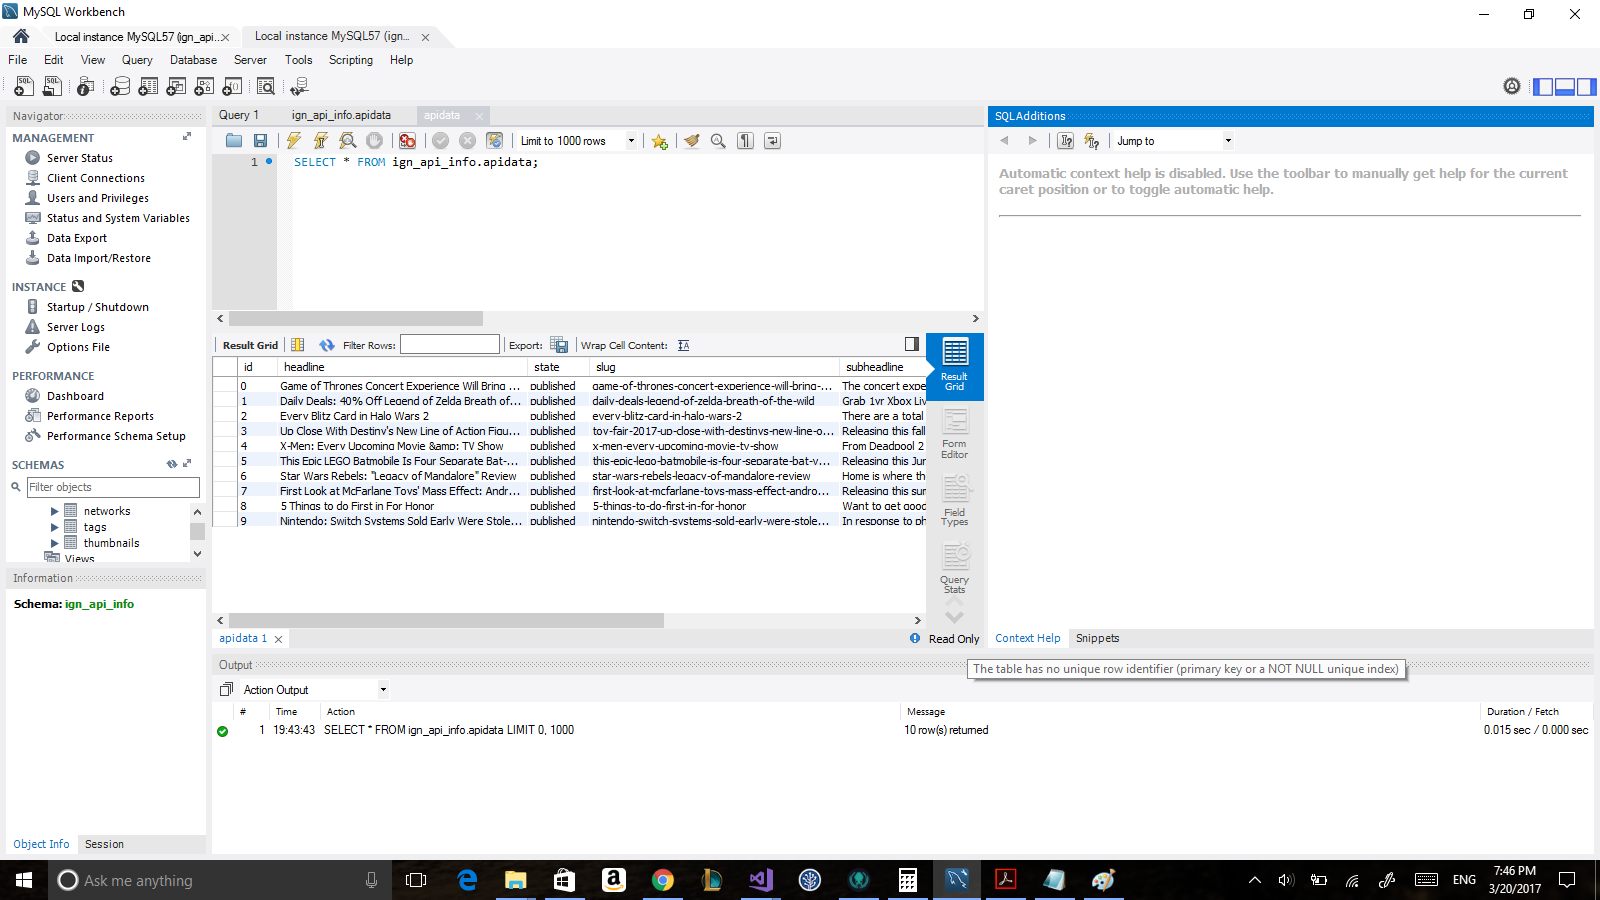 MySQL Workbench
Local instance MySQL57 (ign_api..
Local instance MySQL57 (ign...
File Edit View Query Database Server Tools Scripting Help
Navigator
MANAGEMENT
Server Status
Client Connections
Users and Privileges
Status and System Variables
Data Export
Data Import/Restore
INSTANCE
Startup / Shutdown
Server Logs
Options File
PERFORMANCE
Dashboard
Performance Reports
Performance Schema Setup
SCHEMAS
Filter objects
networks
tags
thumbnails
Views
Information
Schema: ign_api_info
Object Info Session
Query 1 ign_api_info.apidata apidata
Limit to 1000 rows
1 SELECT * FROM ign_api_info.apidata;
Result Grid Filter Rows: Export: Wrap Cell Content:
id headline state slug subheadline
0 Game of Thrones Concert Experience Will Bring ... published game-of-thrones-concert-experience-will-bring-... The concert expe
1 Daily Deals: 40% Off Legend of Zelda Breath of... published daily-deals-legend-of-zelda-breath-of-the-wild Grab 1yr Xbox Liv
2 Every Blitz Card in Halo Wars 2 published every-blitz-card-in-halo-wars-2 There are a total
3 Up Close With Destiny's New Line of Action Figu... published toy-fair-2017-up-close-with-destinys-new-line-o... Releasing this fall
4 X-Men: Every Upcoming Movie &amp; TV Show published x-men-every-upcoming-movie-tv-show From Deadpool 2
5 This Epic LEGO Batmobile Is Four Separate Bat-... published this-epic-lego-batmobile-is-four-separate-bat-v... Releasing this Jun
6 Star Wars Rebels: "Legacy of Mandalore" Review published star-wars-rebels-legacy-of-mandalore-review Home is where th
7 First Look at McFarlane Toys' Mass Effect: Andr... published first-look-at-mcfarlane-toys-mass-effect-andro... Releasing this sum
8 5 Things to do First in For Honor published 5-things-to-do-first-in-for-honor Want to get good
9 Nintendo: Switch Systems Sold Early Were Stole... published nintendo-switch-systems-sold-early-were-stole... In response to ph
Result
Grid
Form
Editor
Field
Types
Query
Stats
apidata 1
Read Only
SQLAdditions
Jump to
Automatic context help is disabled. Use the toolbar to manually get help for the current
caret position or to toggle automatic help.
Context Help Snippets
The table has no unique row identifier (primary key or a NOT NULL unique index)
Output
Action Output
# Time Action Message Duration / Fetch
1 19:43:43 SELECT * FROM ign_api_info.apidata LIMIT 0, 1000 10 row(s) returned 0.015 sec / 0.000 sec
Ask me anything
ENG
7:46 PM
3/20/2017